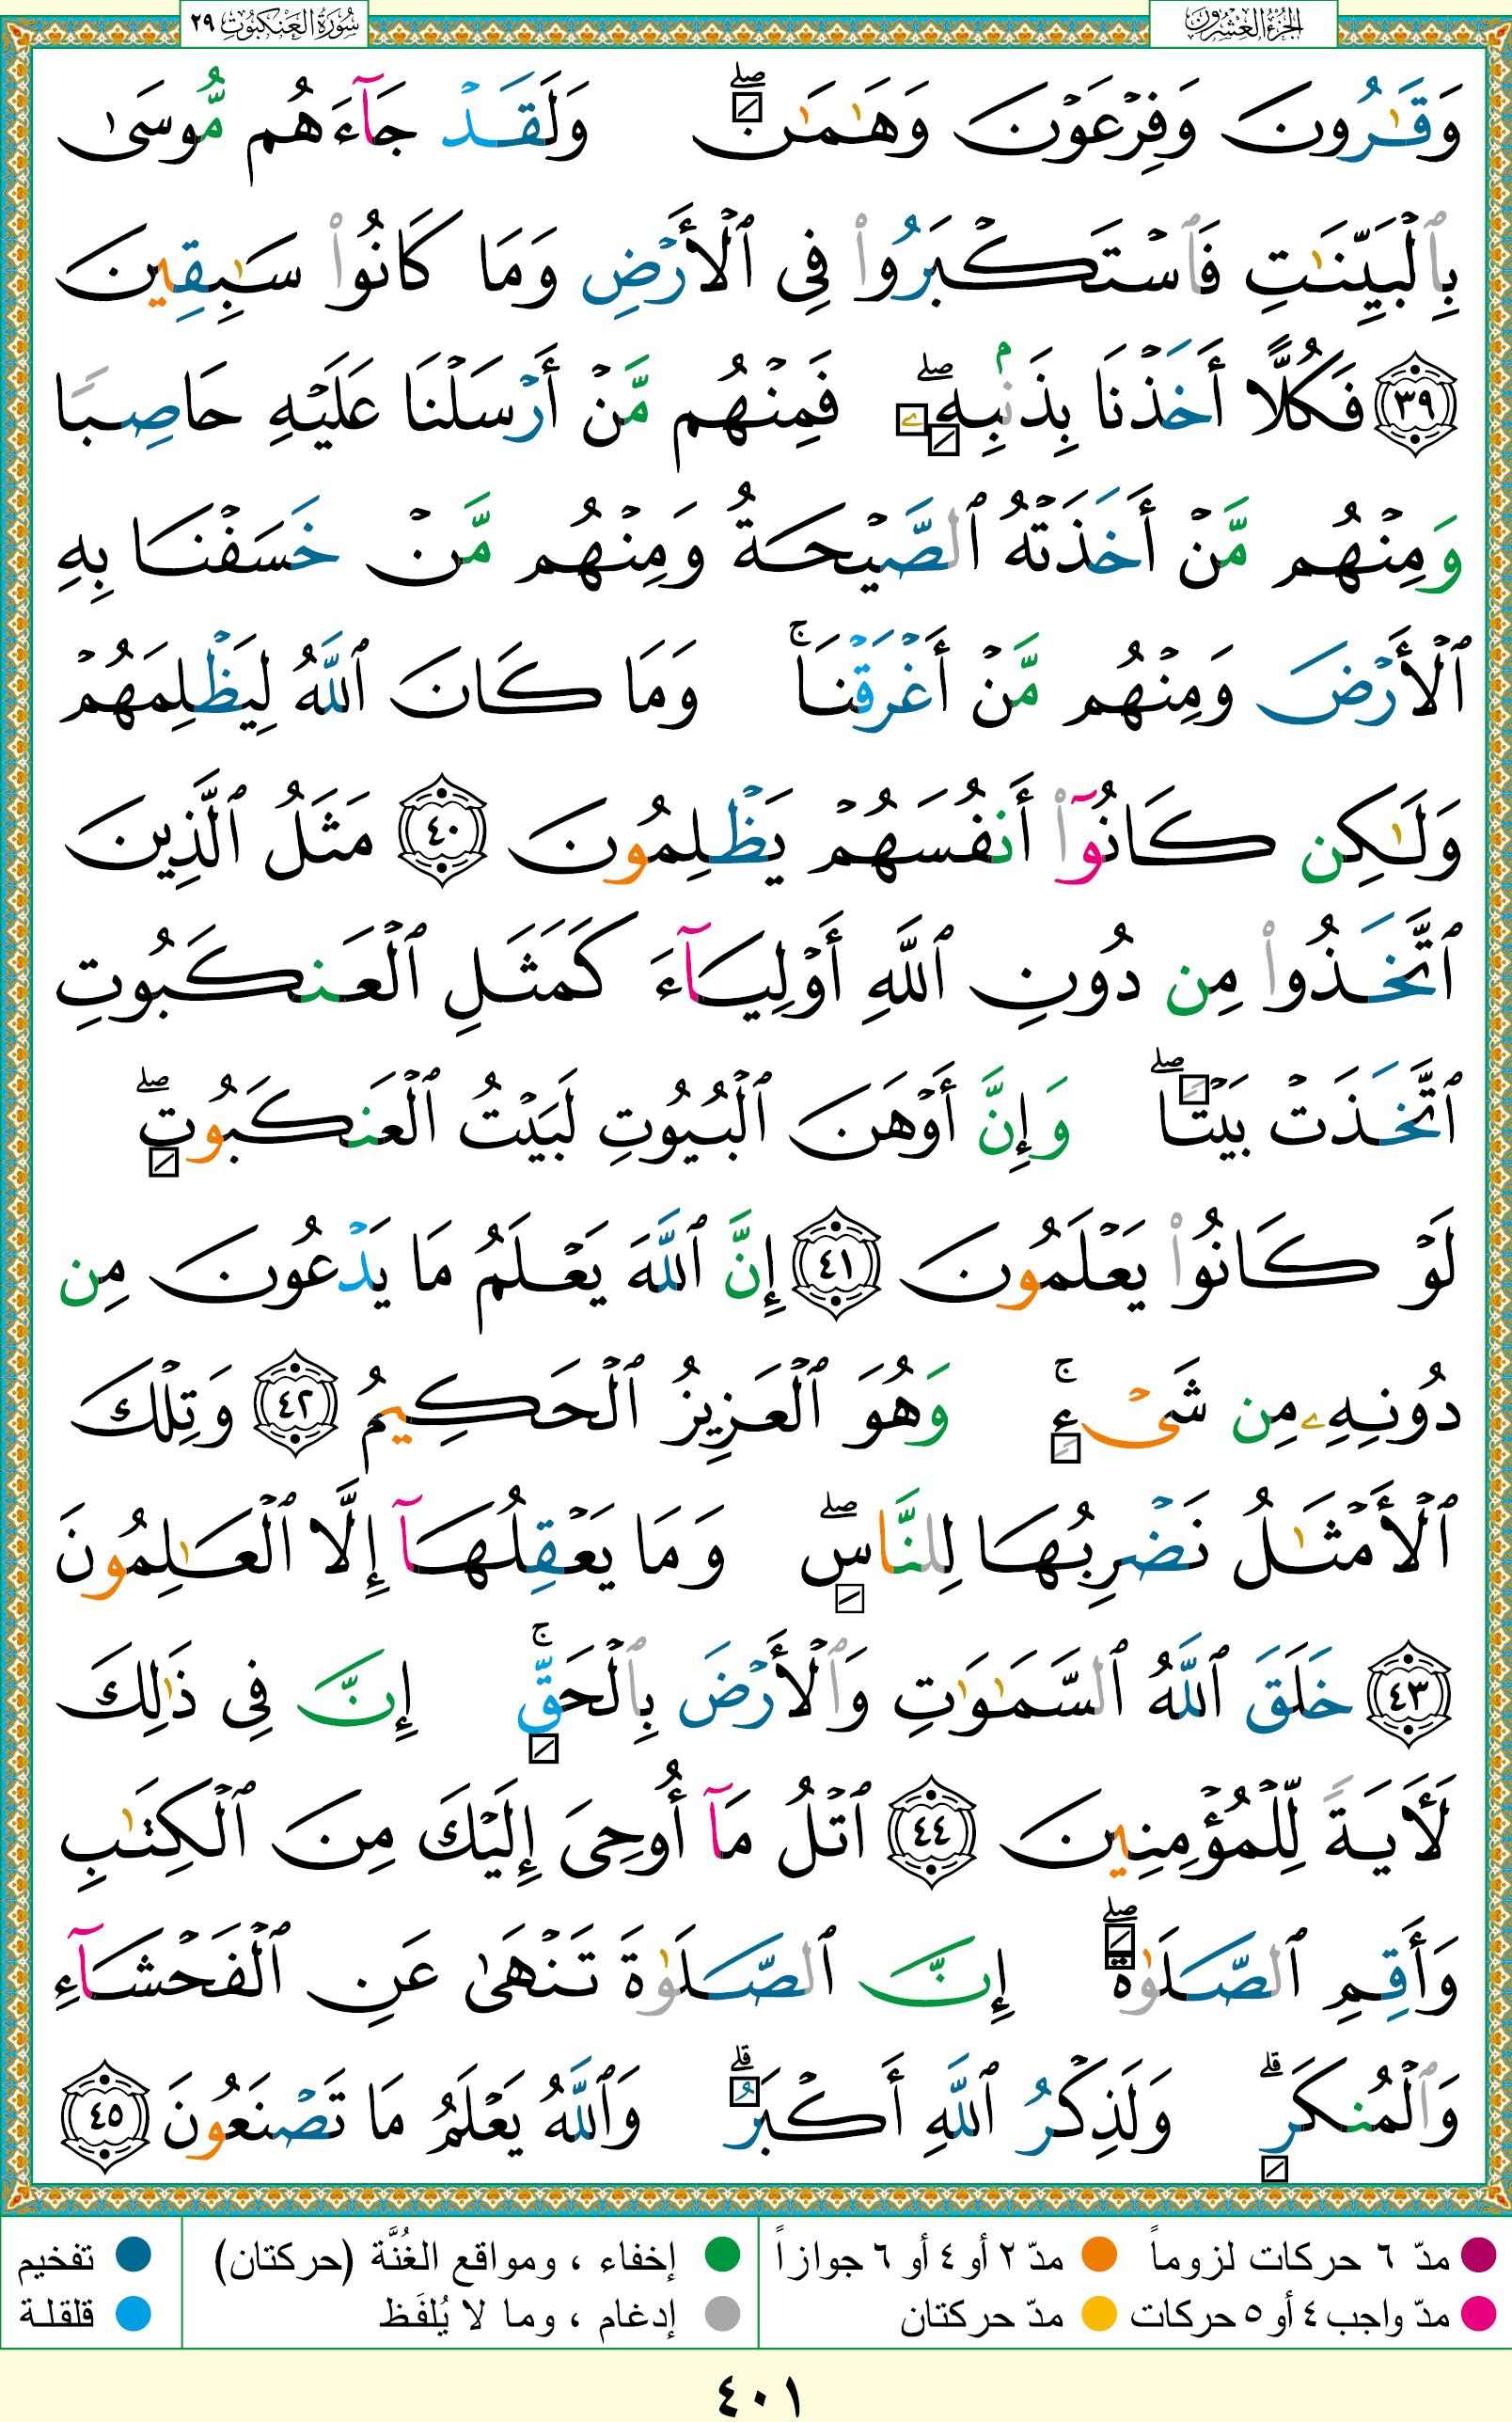 الجزء العشرون
سورة العنكبوت ٢٩
وَقَٰرُونَ وَفِرْعَوْنَ وَهَٰمَٰنَ ۖ وَلَقَدْ جَآءَهُم مُّوسَىٰ
بِٱلْبَيِّنَٰتِ فَٱسْتَكْبَرُوا۟ فِى ٱلْأَرْضِ وَمَا كَانُوا۟ سَٰبِقِينَ
﴿٣٩﴾ فَكُلًّا أَخَذْنَا بِذَنۢبِهِۦ ۖ فَمِنْهُم مَّنْ أَرْسَلْنَا عَلَيْهِ حَاصِبًا
وَمِنْهُم مَّنْ أَخَذَتْهُ ٱلصَّيْحَةُ وَمِنْهُم مَّنْ خَسَفْنَا بِهِ
ٱلْأَرْضَ وَمِنْهُم مَّنْ أَغْرَقْنَا ۚ وَمَا كَانَ ٱللَّهُ لِيَظْلِمَهُمْ
وَلَٰكِن كَانُوٓا۟ أَنفُسَهُمْ يَظْلِمُونَ ﴿٤٠﴾ مَثَلُ ٱلَّذِينَ
ٱتَّخَذُوا۟ مِن دُونِ ٱللَّهِ أَوْلِيَآءَ كَمَثَلِ ٱلْعَنكَبُوتِ
ٱتَّخَذَتْ بَيْتًا ۖ وَإِنَّ أَوْهَنَ ٱلْبُيُوتِ لَبَيْتُ ٱلْعَنكَبُوتِ ۖ
لَوْ كَانُوا۟ يَعْلَمُونَ ﴿٤١﴾ إِنَّ ٱللَّهَ يَعْلَمُ مَا يَدْعُونَ مِن
دُونِهِۦ مِن شَىْءٍ ۚ وَهُوَ ٱلْعَزِيزُ ٱلْحَكِيمُ ﴿٤٢﴾ وَتِلْكَ
ٱلْأَمْثَٰلُ نَضْرِبُهَا لِلنَّاسِ ۖ وَمَا يَعْقِلُهَآ إِلَّا ٱلْعَٰلِمُونَ
﴿٤٣﴾ خَلَقَ ٱللَّهُ ٱلسَّمَٰوَٰتِ وَٱلْأَرْضَ بِٱلْحَقِّ ۚ إِنَّ فِى ذَٰلِكَ
لَءَايَةً لِّلْمُؤْمِنِينَ ﴿٤٤﴾ ٱتْلُ مَآ أُوحِىَ إِلَيْكَ مِنَ ٱلْكِتَٰبِ
وَأَقِمِ ٱلصَّلَوٰةَ ۖ إِنَّ ٱلصَّلَوٰةَ تَنْهَىٰ عَنِ ٱلْفَحْشَآءِ
وَٱلْمُنكَرِ ۗ وَلَذِكْرُ ٱللَّهِ أَكْبَرُ ۗ وَٱللَّهُ يَعْلَمُ مَا تَصْنَعُونَ ﴿٤٥﴾
مدّ ٦ حركات لزوماً مدّ ٢ أو ٤ أو ٦ جوازاً إخفاء ، ومواقع الغُنَّة (حركتان) تفخيم
مدّ واجب ٤ أو ٥ حركات مدّ حركتان إدغام ، وما لا يُلفَظ قلقلة
٤٠١